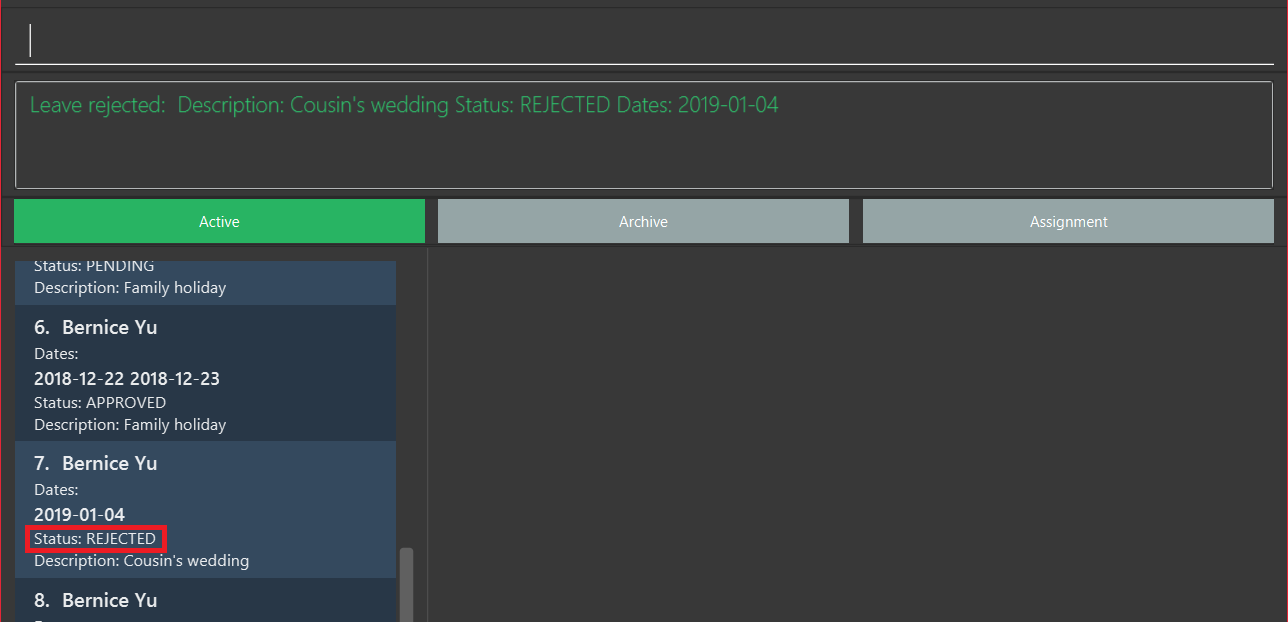 Leave rejected:  Description: Cousin's wedding Status: REJECTED Dates: 2019-01-04
Active
Archive
Assignment
Status: PENDING
Description: Family holiday
6.  Bernice Yu
Dates:
2018-12-22 2018-12-23
Status: APPROVED
Description: Family holiday
7.  Bernice Yu
Dates:
2019-01-04
Status: REJECTED
Description: Cousin's wedding
8.  Bernice Yu